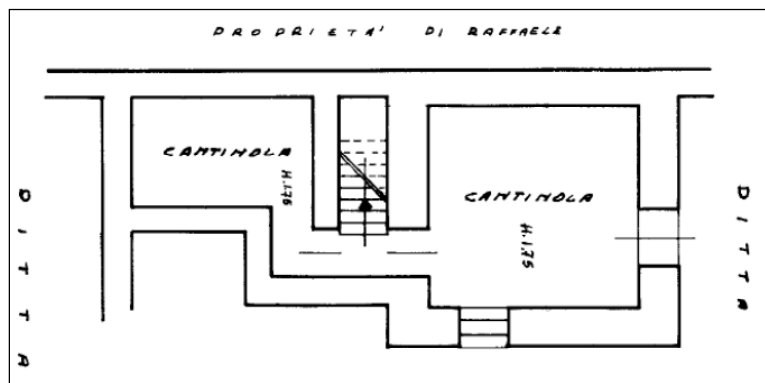 PROPRIETA' DI RAFFAELE
CANTINOLA
H.1.75
CANTINOLA
H.1.75
DITTA
DITTA